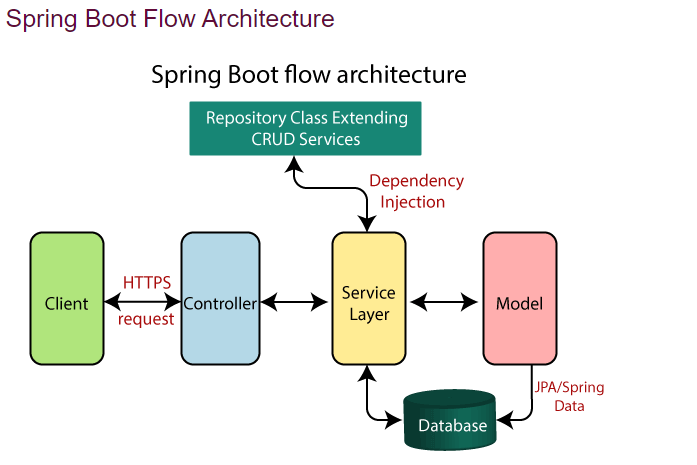 Spring Boot Flow Architecture
Spring Boot flow architecture
Repository Class Extending
CRUD Services
Dependency
Injection
Client
HTTPS
request
Controller
Service
Layer
Model
JPA/Spring
Data
Database